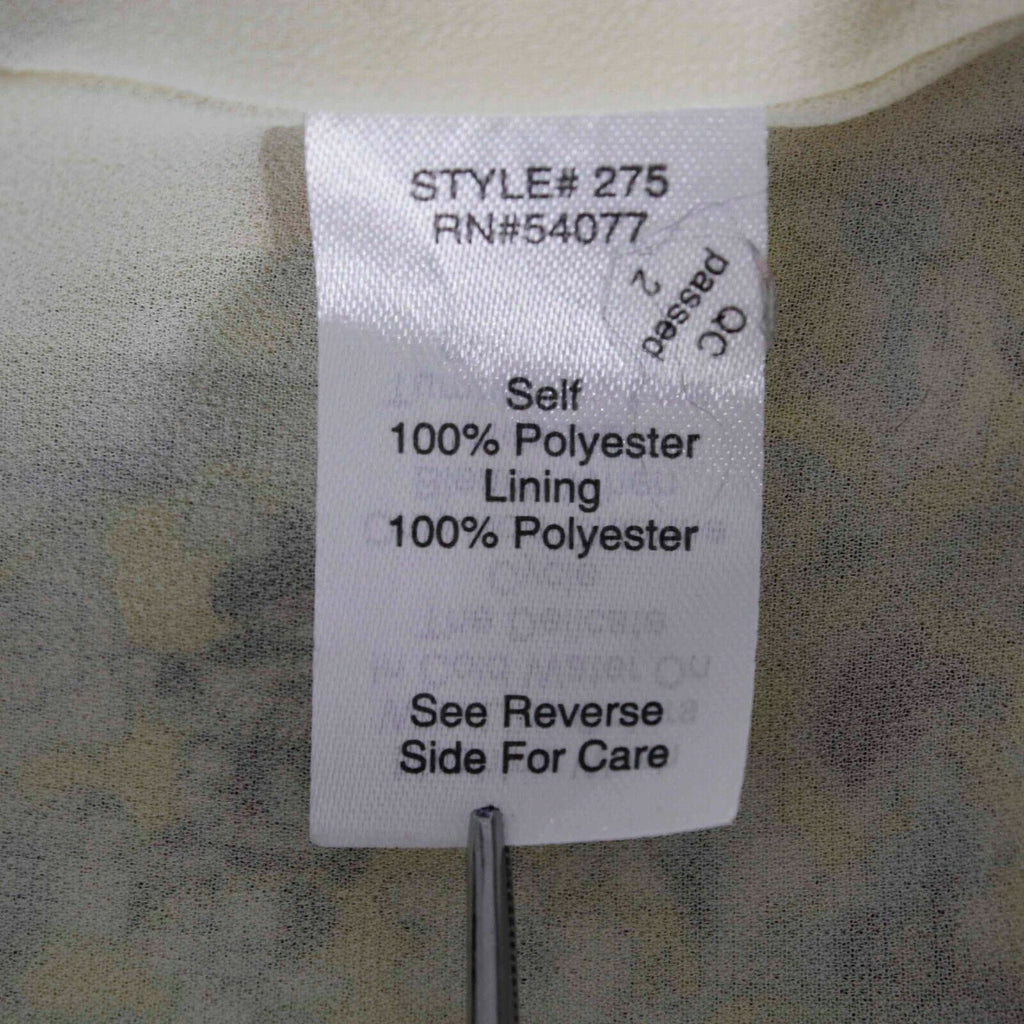 STYLE# 275
RN#54077
QC
passed
2
Self
100% Polyester
Lining
100% Polyester
See Reverse
Side For Care